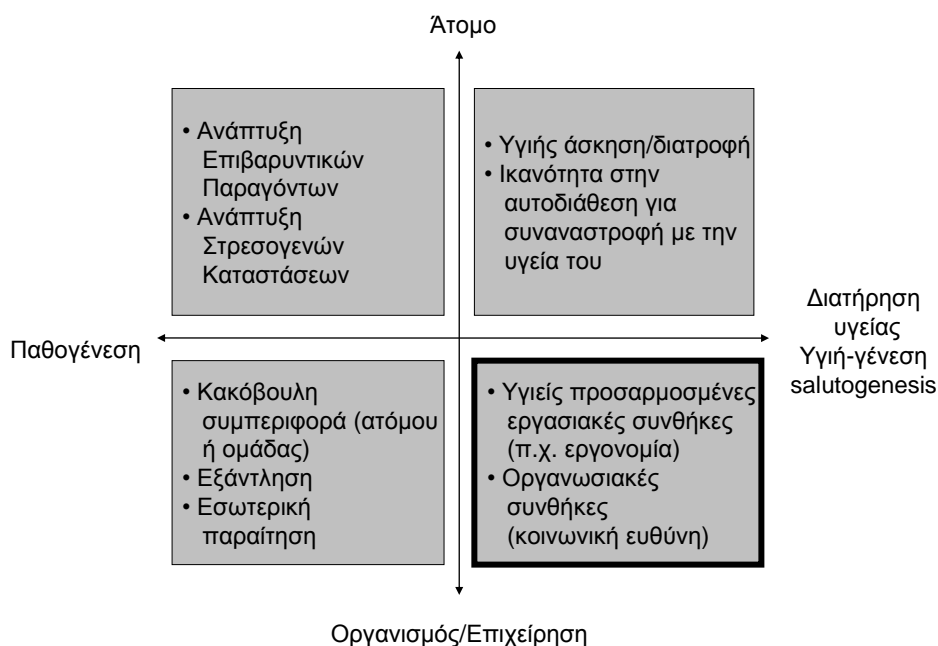 Άτομο
• Ανάπτυξη
Επιβαρυντικών
Παραγόντων
• Ανάπτυξη
Στρεσογενών
Καταστάσεων
• Υγιής άσκηση/διατροφή
• Ικανότητα στην
αυτοδιάθεση για
συναναστροφή με την
υγεία του
Παθογένεση
Διατήρηση
υγείας
Υγιή-γένεση
salutogenesis
• Κακόβουλη
συμπεριφορά (ατόμου
ή ομάδας)
• Εξάντληση
• Εσωτερική
παραίτηση
• Υγιείς προσαρμοσμένες
εργασιακές συνθήκες
(π.χ. εργονομία)
• Οργανωσιακές
συνθήκες
(κοινωνική ευθύνη)
Οργανισμός/Επιχείρηση